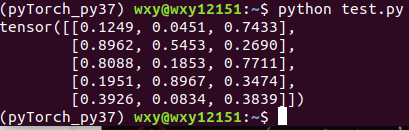 (pyTorch_py37) wxy@wxy12151:~$ python test.py
tensor([[0.1249, 0.0451, 0.7433],
        [0.8962, 0.5453, 0.2690],
        [0.8088, 0.1853, 0.7711],
        [0.1951, 0.8967, 0.3474],
        [0.3926, 0.0834, 0.3839]])
(pyTorch_py37) wxy@wxy12151:~$